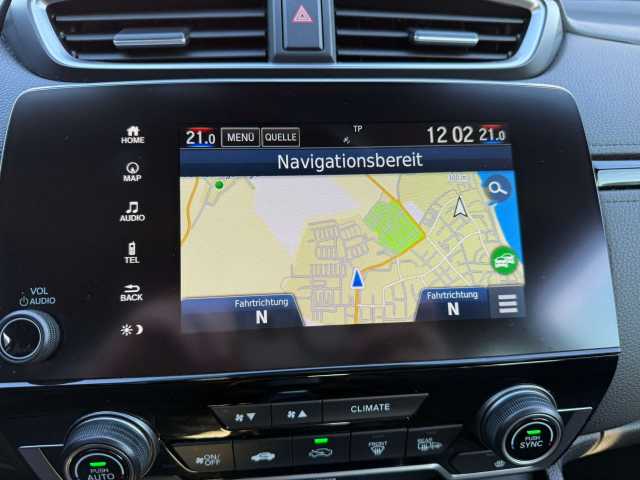 TP
21.0 MENÜ QUELLE 12 02 21.0
Navigationsbereit
300 m
HOME
MAP
AUDIO
TEL
BACK
VOL
AUDIO
Fahrtrichtung
N
Fahrtrichtung
N
CLIMATE
ON/OFF
FRONT
REAR
PUSH
AUTO
PUSH
SYNC